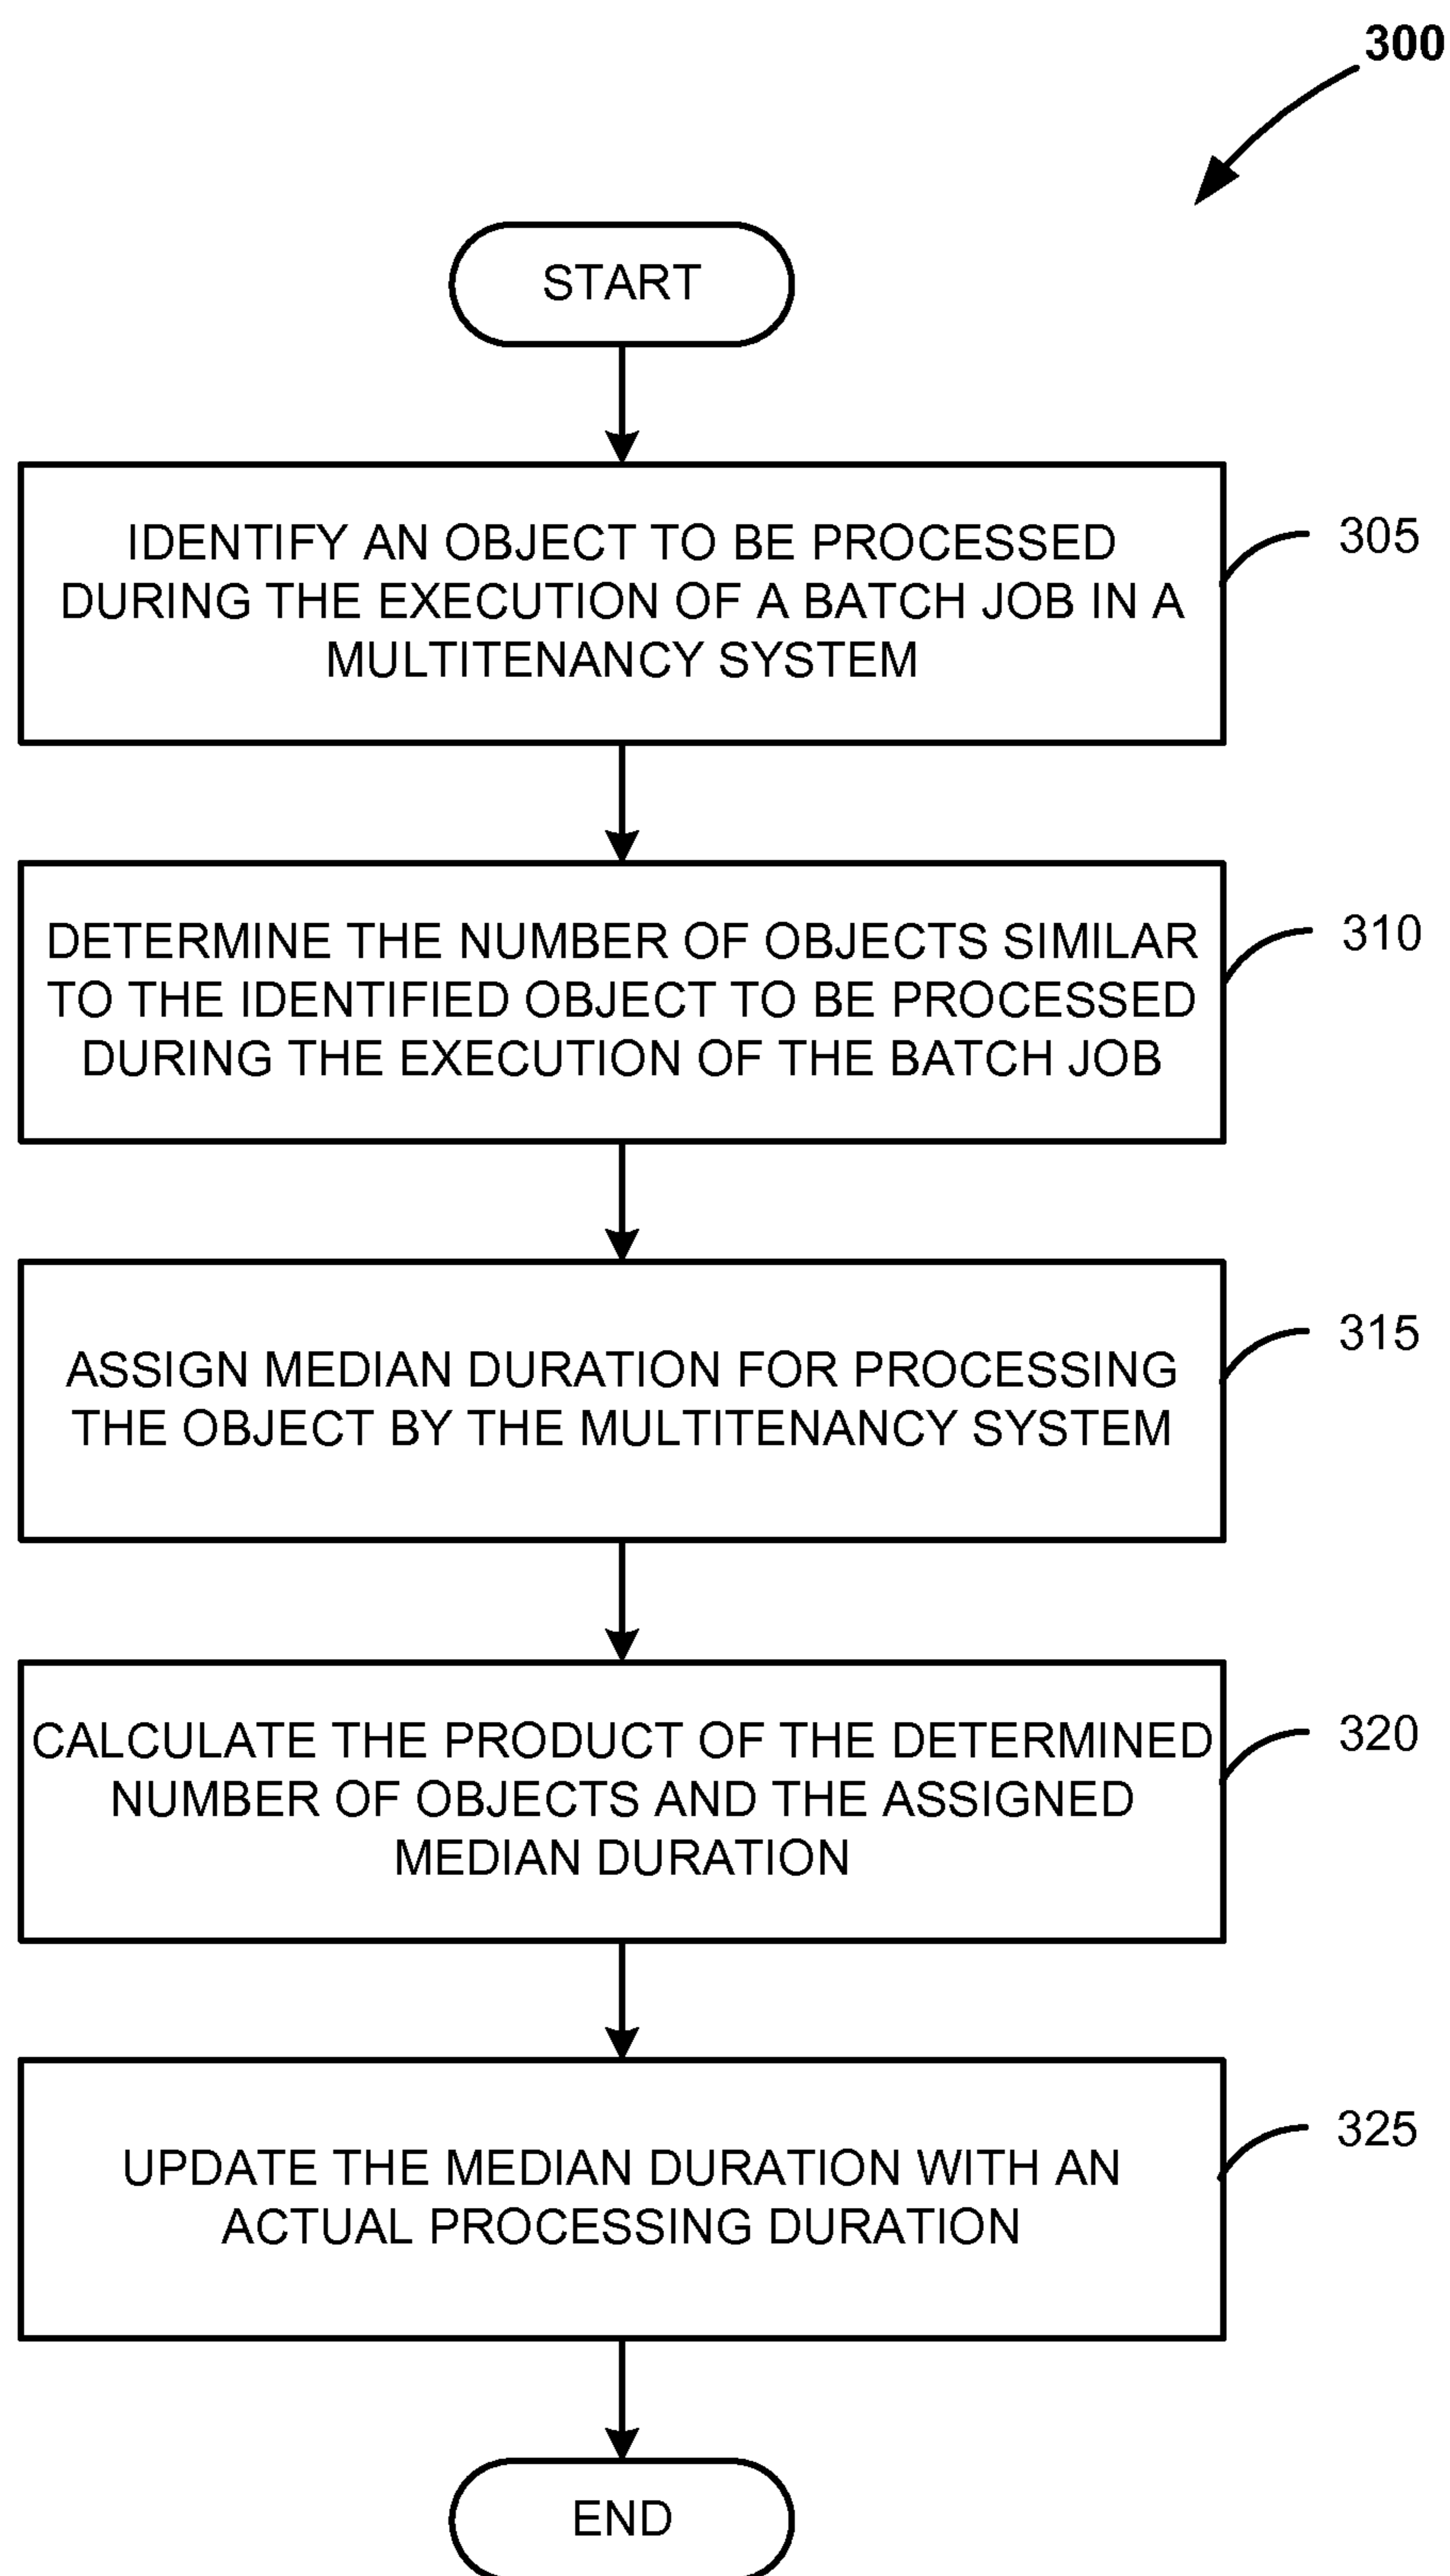 300
START
IDENTIFY AN OBJECT TO BE PROCESSED
DURING THE EXECUTION OF A BATCH JOB IN A
MULTITENANCY SYSTEM
305
DETERMINE THE NUMBER OF OBJECTS SIMILAR
TO THE IDENTIFIED OBJECT TO BE PROCESSED
DURING THE EXECUTION OF THE BATCH JOB
310
ASSIGN MEDIAN DURATION FOR PROCESSING
THE OBJECT BY THE MULTITENANCY SYSTEM
315
CALCULATE THE PRODUCT OF THE DETERMINED
NUMBER OF OBJECTS AND THE ASSIGNED
MEDIAN DURATION
320
UPDATE THE MEDIAN DURATION WITH AN
ACTUAL PROCESSING DURATION
325
END